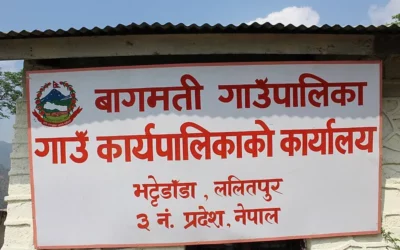 बागमती गाउँपालिका
गाउँ कार्यपालिकाको कार्यालय
भट्टेडाँडा , ललितपुर
३ नं. प्रदेश, नेपाल